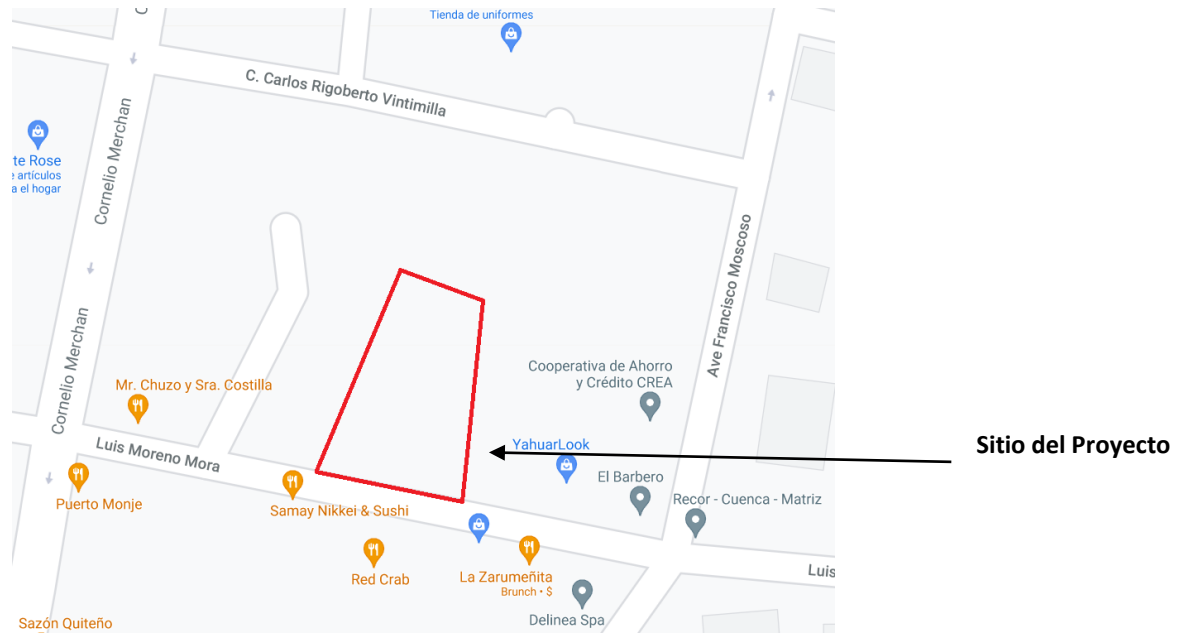 Tienda de uniformes
C. Carlos Rigoberto Vintimilla
Cornelio Merchan
te Rose
artículos
a el hogar
Ave Francisco Moscoso
Cornelio Merchan
Cooperativa de Ahorro
y Crédito CREA
Mr. Chuzo y Sra. Costilla
Luis Moreno Mora
YahuarLook
Sitio del Proyecto
El Barbero
Recor - Cuenca - Matriz
Puerto Monje
Samay Nikkei & Sushi
Red Crab
La Zarumeñita
Brunch • $
Luis
Delinea Spa
Sazón Quiteño